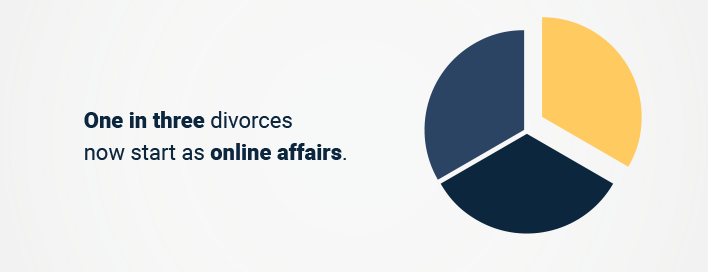 One in three divorces
now start as online affairs.